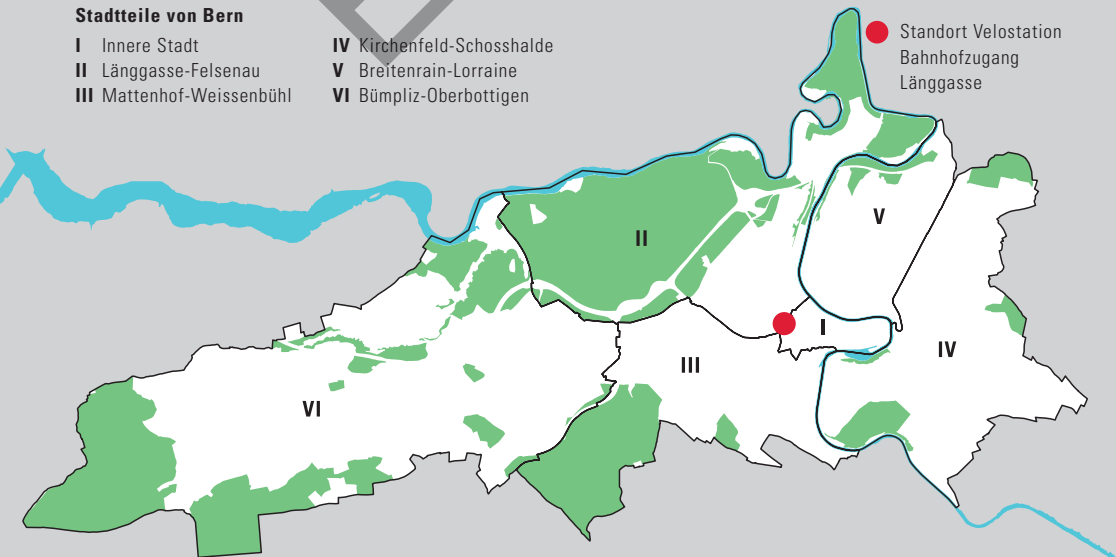 Stadtteile von Bern
I Innere Stadt
II Länggasse-Felsenau
III Mattenhof-Weissenbühl
IV Kirchenfeld-Schosshalde
V Breitenrain-Lorraine
VI Bümpliz-Oberbottigen
Standort Velostation
Bahnhofzugang
Länggasse
V
II
I
IV
III
VI